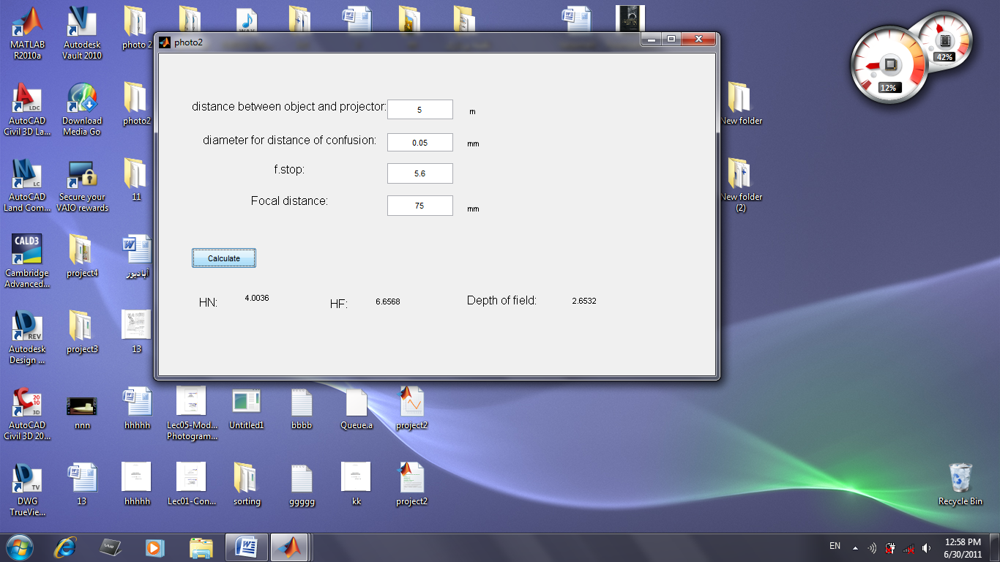 MATLAB
R2010a
Autodesk
Vault 2010
photo 2
photo2
distance between object and projector:
5
m
diameter for distance of confusion:
0.05
mm
f.stop:
5.6
Focal distance:
75
mm
Calculate
HN:
4.0036
HF:
6.6568
Depth of field:
2.6532
42%
12%
AutoCAD
Civil 3D La...
Download
Media Go
photo2
New folder
AutoCAD
Land Com...
Secure your
VAIO rewards
11
New folder
(2)
CALD3
Cambridge
Advanced...
project4
آبادپور
Autodesk
Design ...
project3
13
AutoCAD
Civil 3D 20...
nnn
hhhhh
Lec05-Mod...
Photogram...
Untitled1
bbbb
Queue.a
project2
DWG
TrueVie...
13
hhhhh
Lec01-Con...
sorting
ggggg
kk
project2
Recycle Bin
EN
12:58 PM
6/30/2011